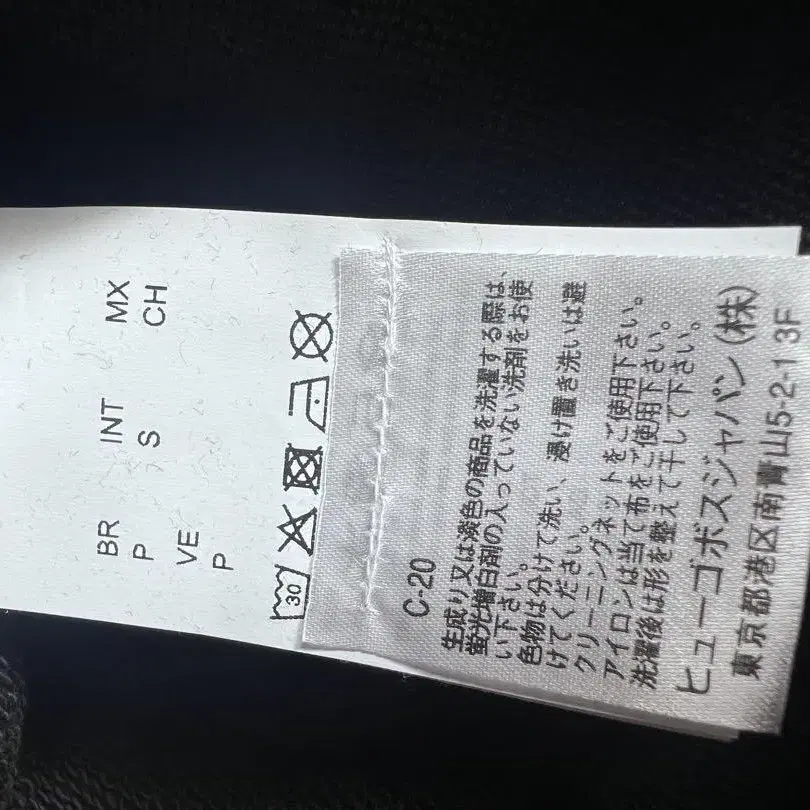 BR INT MX
P S CH
VE
P
30
C-20
生成り又は淡色の商品を洗濯する際は、
蛍光増白剤の入っていない洗剤をお使
い下さい。
色物は分けて洗い、浸け置き洗いは避
けてください。
クリーニングネットをご使用下さい。
アイロンは当て布をご使用下さい。
洗濯後は形を整えて干して下さい。
ヒューゴボスジャパン(株)
東京都港区南青山5-2-1 3F